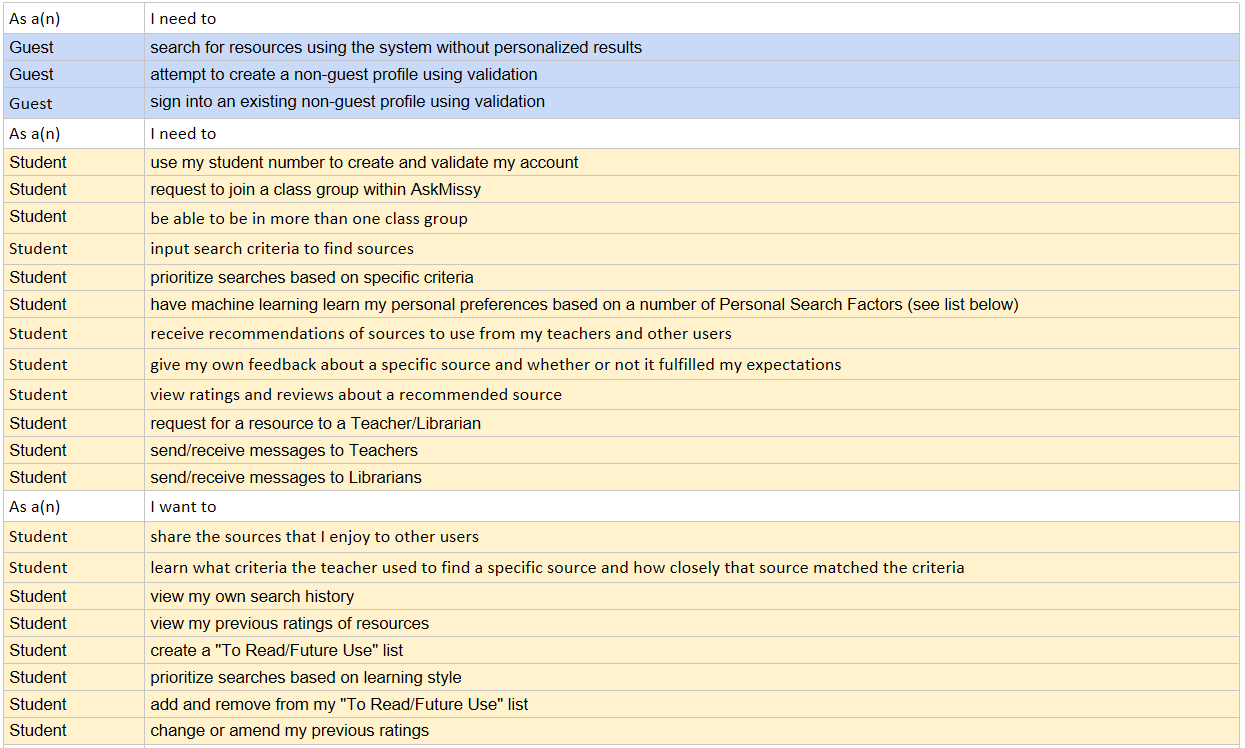 As a(n) I need to
Guest search for resources using the system without personalized results
Guest attempt to create a non-guest profile using validation
Guest sign into an existing non-guest profile using validation
As a(n) I need to
Student use my student number to create and validate my account
Student request to join a class group within AskMissy
Student be able to be in more than one class group
Student input search criteria to find sources
Student prioritize searches based on specific criteria
Student have machine learning learn my personal preferences based on a number of Personal Search Factors (see list below)
Student receive recommendations of sources to use from my teachers and other users
Student give my own feedback about a specific source and whether or not it fulfilled my expectations
Student view ratings and reviews about a recommended source
Student request for a resource to a Teacher/Librarian
Student send/receive messages to Teachers
Student send/receive messages to Librarians
As a(n) I want to
Student share the sources that I enjoy to other users
Student learn what criteria the teacher used to find a specific source and how closely that source matched the criteria
Student view my own search history
Student view my previous ratings of resources
Student create a "To Read/Future Use" list
Student prioritize searches based on learning style
Student add and remove from my "To Read/Future Use" list
Student change or amend my previous ratings